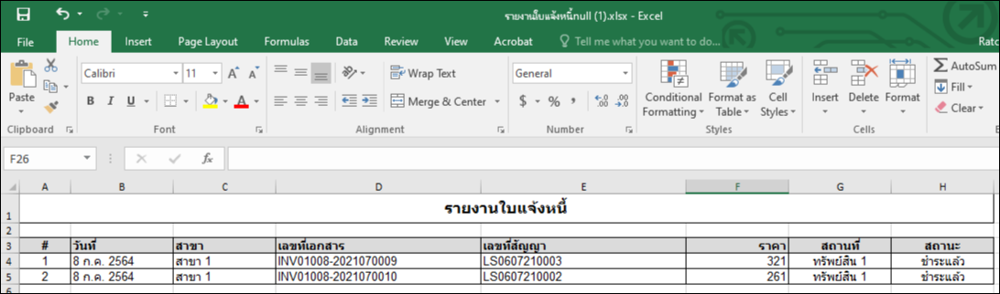 รายงานใบแจ้งหนี้null (1).xlsx - Excel
File Home Insert Page Layout Formulas Data Review View Acrobat Tell me what you want to do... Rato
Paste Calibri 11 Wrap Text General Conditional Formatting Format as Table Cell Styles Insert Delete Format AutoSum
B I U A Merge & Center $ % , Fill
Clear
Clipboard Font Alignment Number Styles Cells
F26 fx
A B C D E F G H
1 รายงานใบแจ้งหนี้
2
3 # วันที่ สาขา เลขที่เอกสาร เลขที่สัญญา ราคา สถานที่ สถานะ
4 1 8 ก.ค. 2564 สาขา 1 INV01008-2021070009 LS0607210003 321 ทรัพย์สิน 1 ชำระแล้ว
5 2 8 ก.ค. 2564 สาขา 1 INV01008-2021070010 LS0607210002 261 ทรัพย์สิน 1 ชำระแล้ว